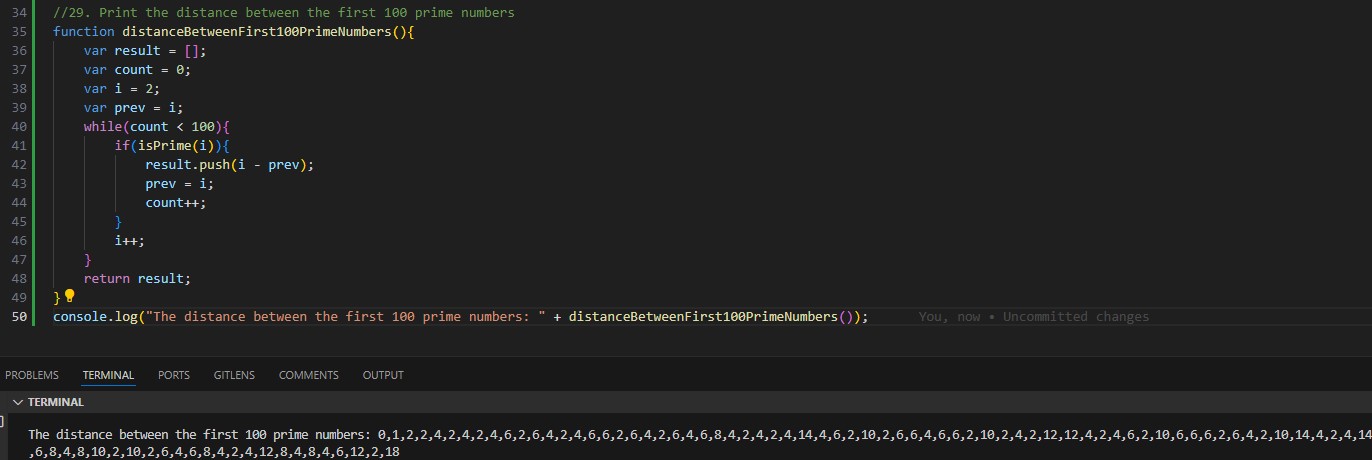 34 //29. Print the distance between the first 100 prime numbers
35 function distanceBetweenFirst100PrimeNumbers(){
36 var result = [];
37 var count = 0;
38 var i = 2;
39 var prev = i;
40 while(count < 100){
41 if(isPrime(i)){
42 result.push(i - prev);
43 prev = i;
44 count++;
45 }
46 i++;
47 }
48 return result;
49 }
50 console.log("The distance between the first 100 prime numbers: " + distanceBetweenFirst100PrimeNumbers()); You, now • Uncommitted changes
PROBLEMS TERMINAL PORTS GITLENS COMMENTS OUTPUT
TERMINAL
The distance between the first 100 prime numbers: 0,1,2,2,4,2,4,2,4,6,2,6,4,2,4,6,6,2,6,4,2,6,4,6,8,4,2,4,2,4,14,4,6,2,10,2,6,6,4,6,6,2,10,2,4,2,12,12,4,2,4,6,2,10,6,6,6,2,6,4,2,10,14,4,2,4,14
,6,8,4,8,10,2,10,2,6,4,6,8,4,2,4,12,8,4,8,4,6,12,2,18